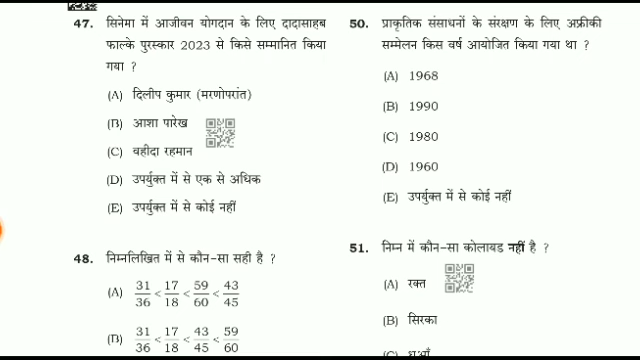 47. सिनेमा में आजीवन योगदान के लिए दादासाहब
फाल्के पुरस्कार 2023 से किसे सम्मानित किया
गया ?
(A) दिलीप कुमार (मरणोपरांत)
(B) आशा पारेख
(C) वहीदा रहमान
(D) उपर्युक्त में से एक से अधिक
(E) उपर्युक्त में से कोई नहीं
48. निम्नलिखित में से कौन-सा सही है ?
(A) 31/36 < 17/18 < 59/60 < 43/45
(B) 31/36 < 17/18 < 43/45 < 59/60
50. प्राकृतिक संसाधनों के संरक्षण के लिए अफ्रीकी
सम्मेलन किस वर्ष आयोजित किया गया था ?
(A) 1968
(B) 1990
(C) 1980
(D) 1960
(E) उपर्युक्त में से कोई नहीं
51. निम्न में कौन-सा कोलायड नहीं है ?
(A) रक्त
(B) सिरका
(C) धुआँ